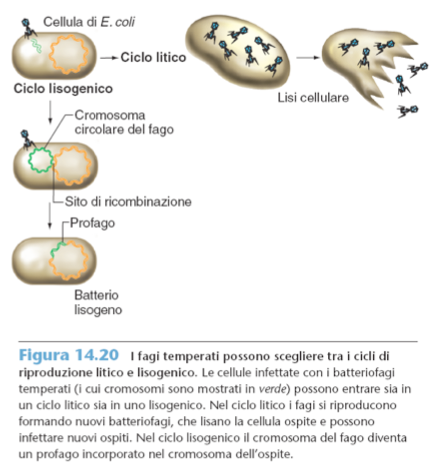 Cellula di E. coli
Ciclo litico
Ciclo lisogenico
Lisi cellulare
Cromosoma
circolare del fago
Sito di ricombinazione
Profago
Batterio
lisogeno
Figura 14.20 I fagi temperati possono scegliere tra i cicli di
riproduzione litico e lisogenico. Le cellule infettate con i batteriofagi
temperati (i cui cromosomi sono mostrati in verde) possono entrare sia in
un ciclo litico sia in uno lisogenico. Nel ciclo litico i fagi si riproducono
formando nuovi batteriofagi, che lisano la cellula ospite e possono
infettare nuovi ospiti. Nel ciclo lisogenico il cromosoma del fago diventa
un profago incorporato nel cromosoma dell'ospite.